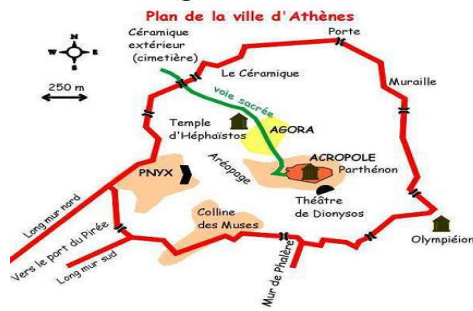 Plan de la ville d'Athènes
Céramique
extérieur
(cimetière)
Porte
N
W E
S
250 m
Le Céramique
Muraille
voie sacrée
Temple
d'Héphaïstos
AGORA
Aréopage
ACROPOLE
Parthénon
PNYX
Théâtre
de Dionysos
Colline
des Muses
Olympiéion
Long mur nord
Vers le port du Pirée
Long mur sud
Mur de Phalère